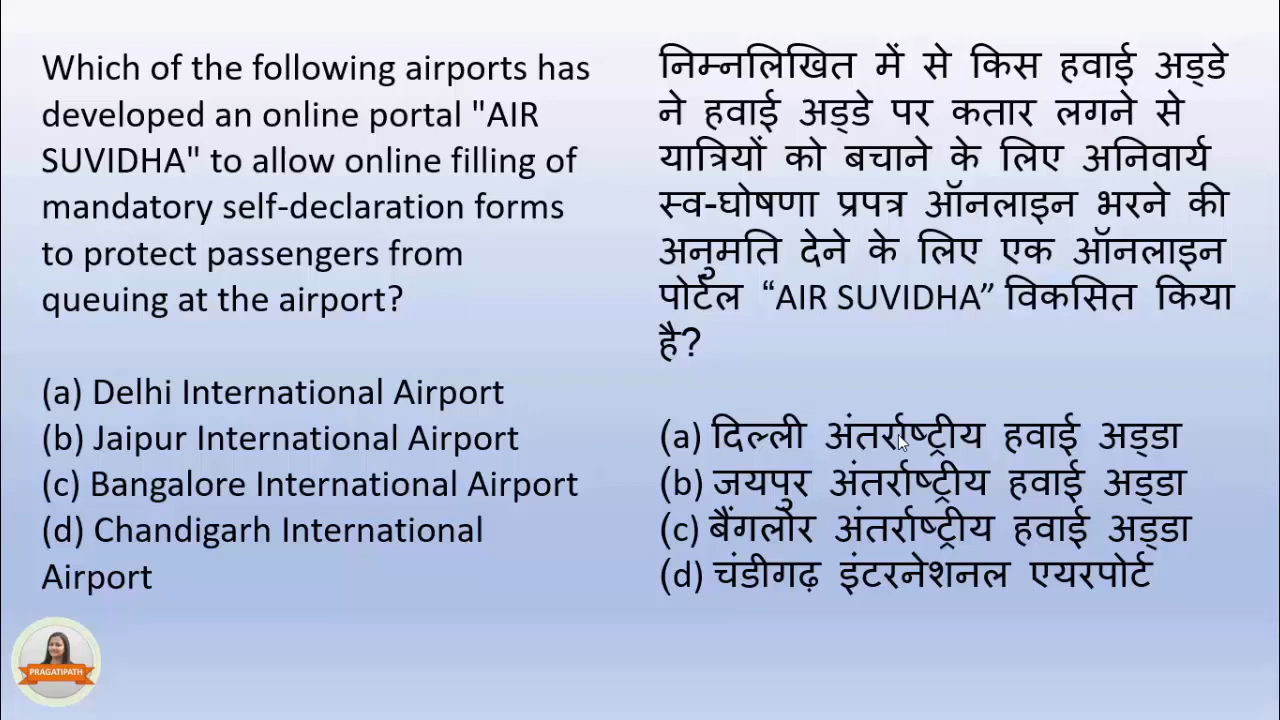 Which of the following airports has
developed an online portal "AIR
SUVIDHA" to allow online filling of
mandatory self-declaration forms
to protect passengers from
queuing at the airport?
(a) Delhi International Airport
(b) Jaipur International Airport
(c) Bangalore International Airport
(d) Chandigarh International
Airport
निम्नलिखित में से किस हवाई अड्डे
ने हवाई अड्डे पर कतार लगने से
यात्रियों को बचाने के लिए अनिवार्य
स्व-घोषणा प्रपत्र ऑनलाइन भरने की
अनुमति देने के लिए एक ऑनलाइन
पोर्टल “AIR SUVIDHA” विकसित किया
है?
(a) दिल्ली अंतर्राष्ट्रीय हवाई अड्डा
(b) जयपुर अंतर्राष्ट्रीय हवाई अड्डा
(c) बैंगलोर अंतर्राष्ट्रीय हवाई अड्डा
(d) चंडीगढ़ इंटरनेशनल एयरपोर्ट
PRAGATIPATH